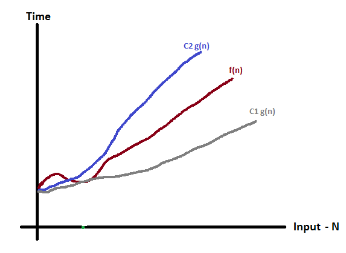 Time
C2 g(n)
f(n)
C1 g(n)
Input - N